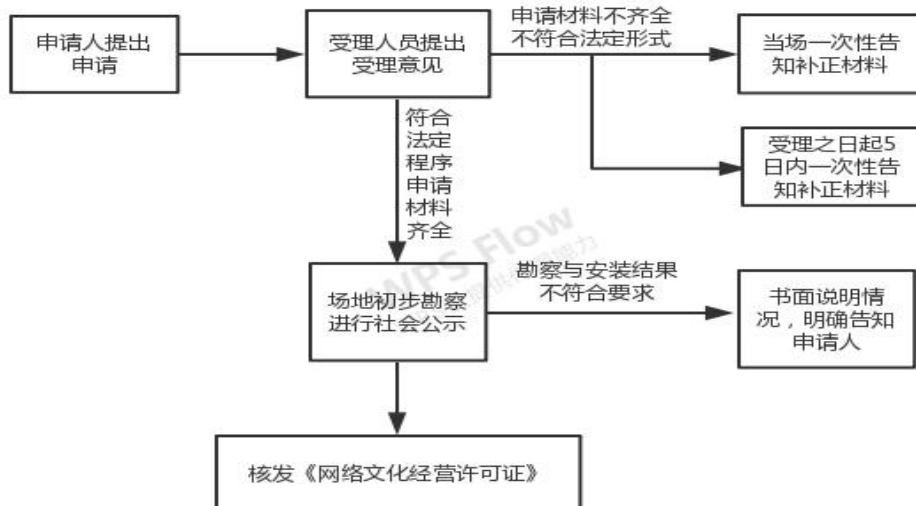 申请人提出
申请
受理人员提出
受理意见
申请材料不齐全
不符合法定形式
当场一次性告
知补正材料
受理之日起5
日内一次性告
知补正材料
符合
法定
程序
申请
材料
齐全
WPS Flow
场地初步勘察
进行社会公示
勘察与安装结果
不符合要求
书面说明情
况，明确告知
申请人
核发《网络文化经营许可证》